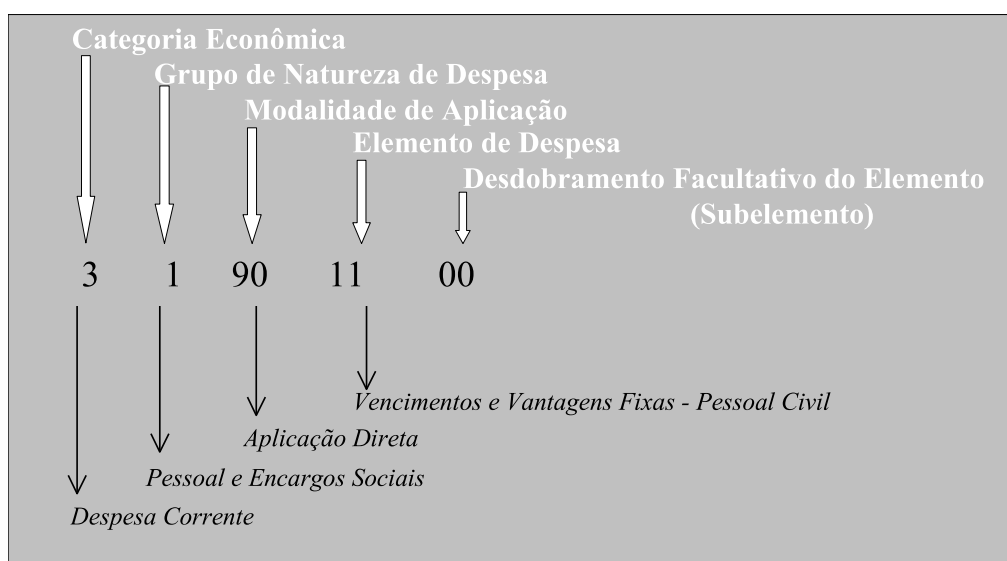 Categoria Econômica
Grupo de Natureza de Despesa
Modalidade de Aplicação
Elemento de Despesa
Desdobramento Facultativo do Elemento
(Subelemento)
3 1 90 11 00
Vencimentos e Vantagens Fixas - Pessoal Civil
Aplicação Direta
Pessoal e Encargos Sociais
Despesa Corrente